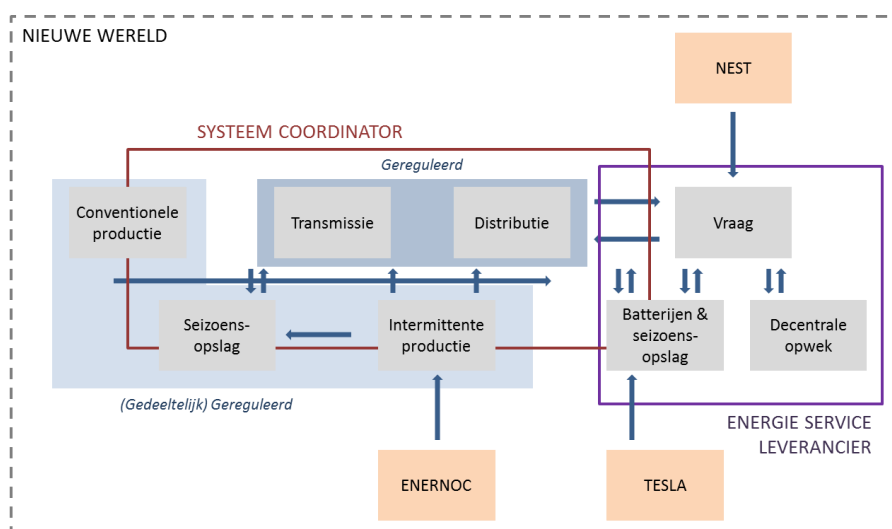 NIEUWE WERELD
NEST
SYSTEEM COORDINATOR
Gereguleerd
Conventionele
productie
Transmissie
Distributie
Vraag
Seizoens-
opslag
Intermittente
productie
Batterijen &
seizoens-
opslag
Decentrale
opwek
(Gedeeltelijk) Gereguleerd
ENERGIE SERVICE
LEVERANCIER
ENERNOC
TESLA